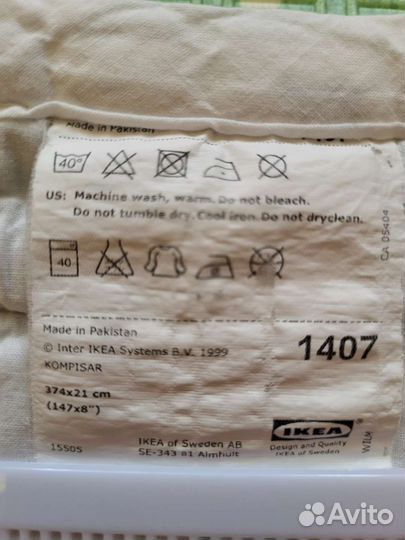 Made in Pakistan
40°
US: Machine wash, warm. Do not bleach.
Do not tumble dry. Cool iron. Do not dryclean.
40
CA 05404
Made in Pakistan
© Inter IKEA Systems B.V. 1999
KOMPISAR
1407
374x21 cm
(147x8")
15505
IKEA of Sweden AB
SE-343 81 Älmhult
IKEA
Design and Quality
IKEA of Sweden
Avito